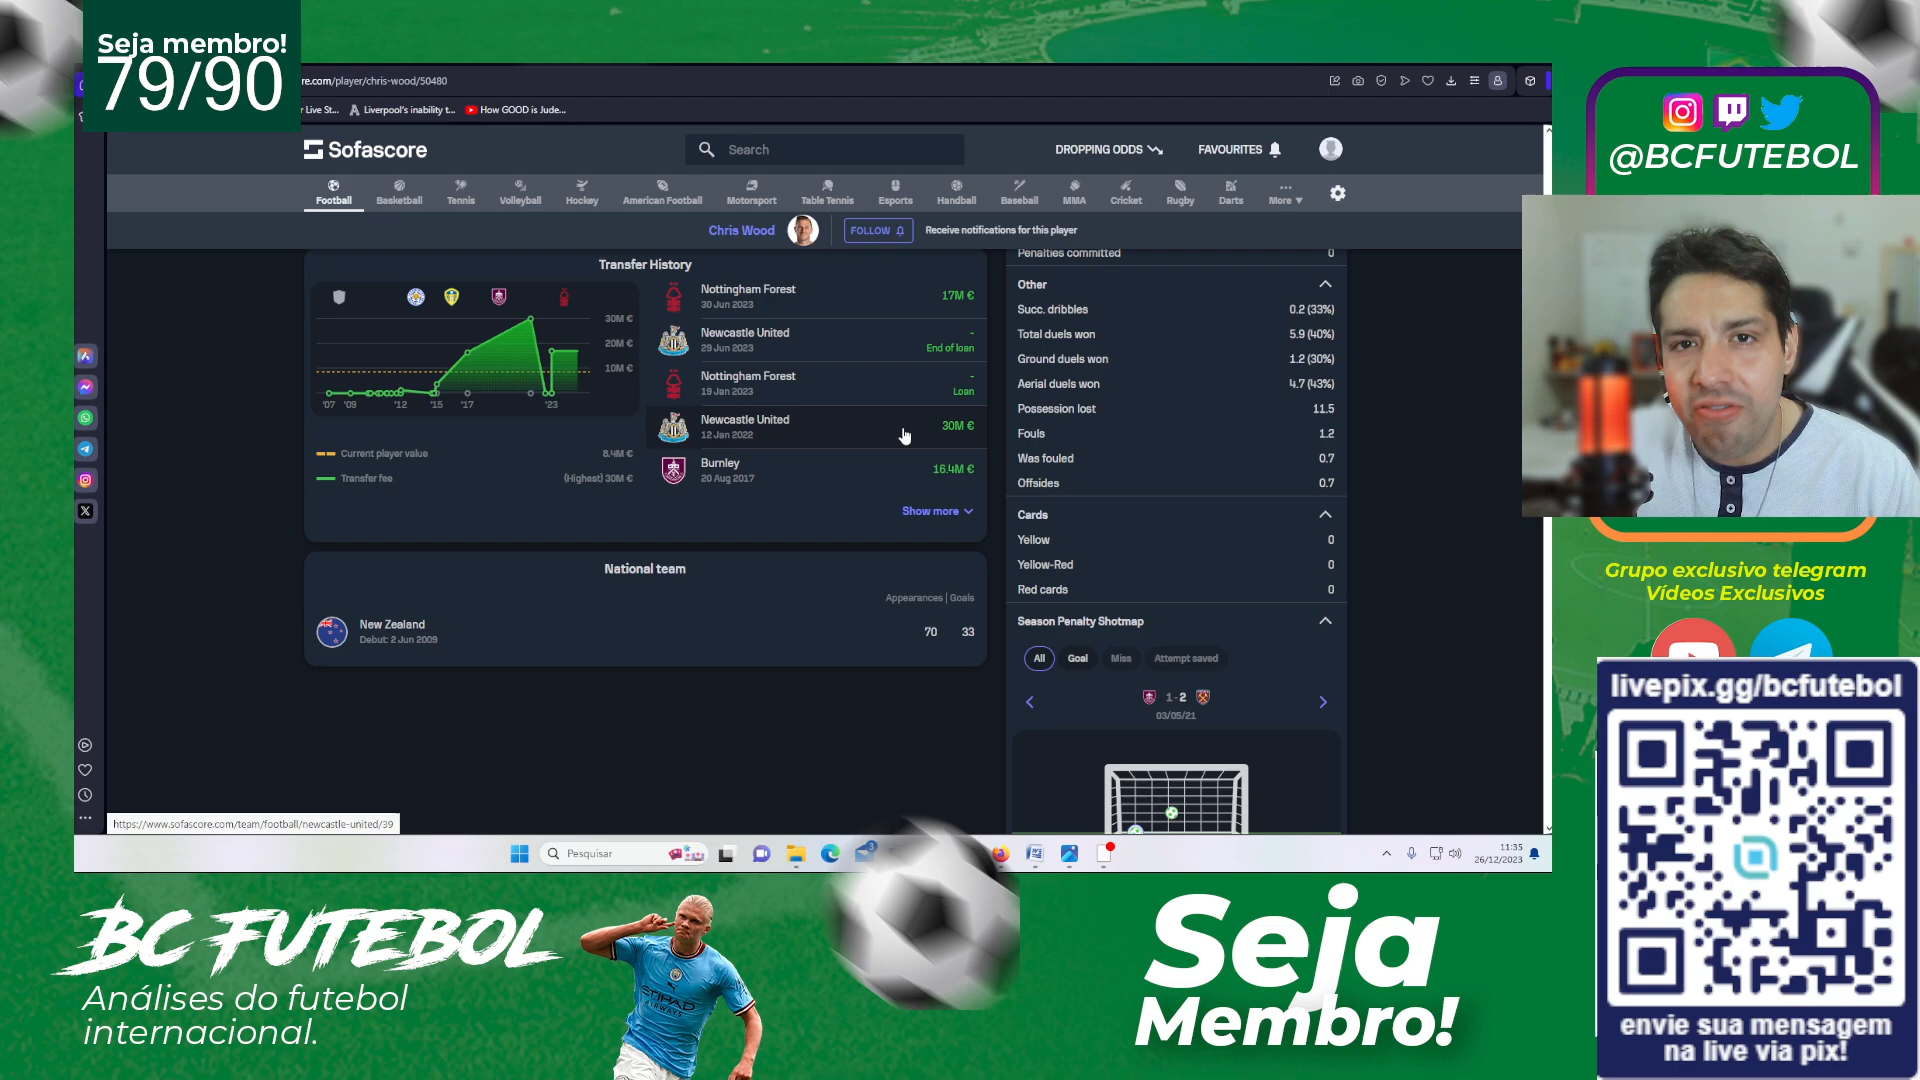 Seja membro!
79/90
re.com/player/chris-wood/50480
r Live St...
Liverpool's inability t...
How GOOD is Jude...
Sofascore
Search
DROPPING ODDS
FAVOURITES
Football
Basketball
Tennis
Volleyball
Hockey
American Football
Motorsport
Table Tennis
Esports
Handball
Baseball
MMA
Cricket
Rugby
Darts
More
Chris Wood
FOLLOW
Receive notifications for this player
Transfer History
30M €
20M €
10M €
'07 '09 '12 '15 '17 '23
Current player value 8.4M €
Transfer fee (Highest) 30M €
Nottingham Forest
30 Jun 2023
17M €
Newcastle United
29 Jun 2023
-
End of loan
Nottingham Forest
19 Jan 2023
-
Loan
Newcastle United
12 Jan 2022
30M €
Burnley
20 Aug 2017
16.4M €
Show more
National team
Appearances | Goals
New Zealand
Debut: 2 Jun 2009
70 33
Penalties committed 0
Other
Succ. dribbles 0.2 (33%)
Total duels won 5.9 (40%)
Ground duels won 1.2 (30%)
Aerial duels won 4.7 (43%)
Possession lost 11.5
Fouls 1.2
Was fouled 0.7
Offsides 0.7
Cards
Yellow 0
Yellow-Red 0
Red cards 0
Season Penalty Shotmap
All Goal Miss Attempt saved
1 - 2
03/05/21
https://www.sofascore.com/team/football/newcastle-united/39
Pesquisar
3
11:35
26/12/2023
@BCFUTEBOL
Grupo exclusivo telegram
Vídeos Exclusivos
livepix.gg/bcfutebol
envie sua mensagem
na live via pix!
BC FUTEBOL
Análises do futebol
internacional.
ETIHAD
AIRWAYS
Seja
Membro!